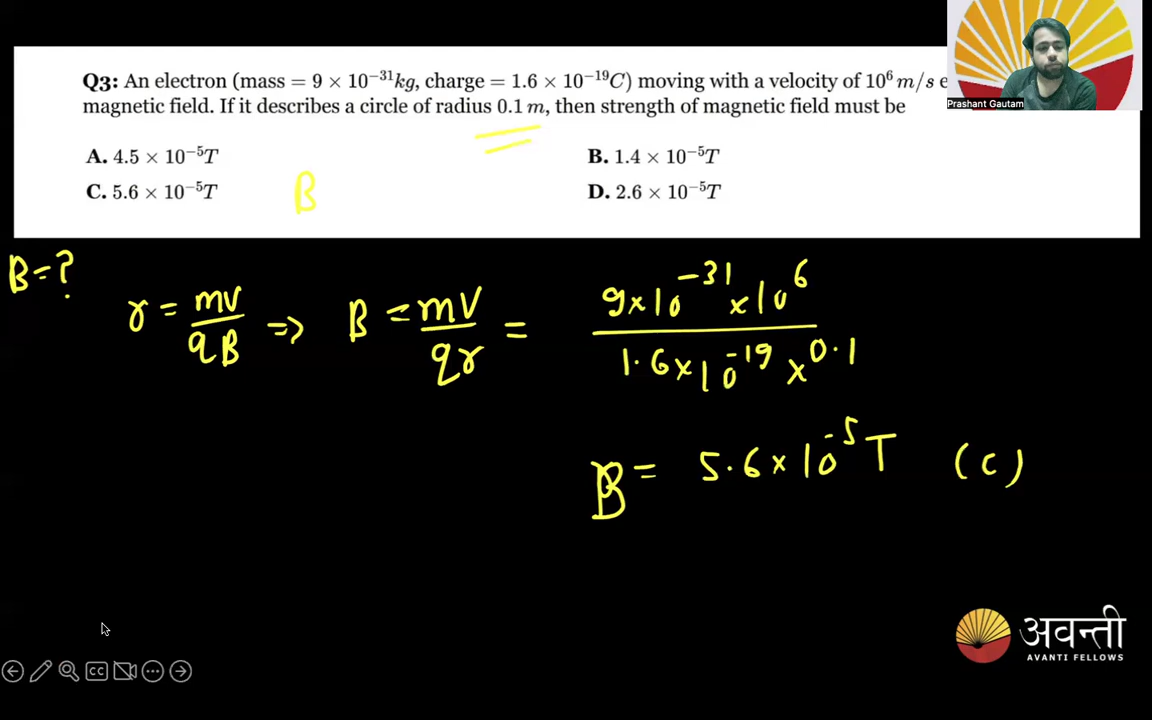 Q3: An electron (mass = 9 × 10⁻³¹kg, charge = 1.6 × 10⁻¹⁹C) moving with a velocity of 10⁶ m/s e
magnetic field. If it describes a circle of radius 0.1 m, then strength of magnetic field must be
A. 4.5 × 10⁻⁵T
B. 1.4 × 10⁻⁵T
C. 5.6 × 10⁻⁵T
D. 2.6 × 10⁻⁵T
B
Prashant Gautam
B = ?
r = mv/qB ⇒ B = mv/qr = 9×10⁻³¹×10⁶/1.6×10⁻¹⁹×0.1
B = 5.6×10⁻⁵ T (C)
अवन्ती
AVANTI FELLOWS
CC